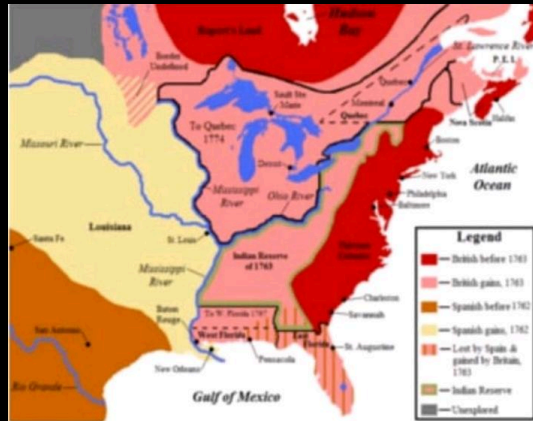 Hudson
Bay
Rupert's Land
Border
Undefined
St. Lawrence River
P.E.I.
Quebec
Sault Ste
Marie
Montreal
To Quebec
1774
Quebec
Nova Scotia
Halifax
Missouri River
Detroit
Boston
Mississippi
River
Ohio River
New York
Atlantic
Ocean
Philadelphia
Baltimore
Louisiana
St. Louis
Santa Fe
Indian Reserve
of 1763
Mississippi
River
Legend
British before 1763
British gains, 1763
Spanish before 1762
Spanish gains, 1762
Lost by Spain &
gained by Britain,
1763
Indian Reserve
Unexplored
Baton
Rouge
To W. Florida 1767
Charleston
Savannah
West Florida
East
Florida
San Antonio
St. Augustine
Pensacola
New Orleans
Rio Grande
Gulf of Mexico